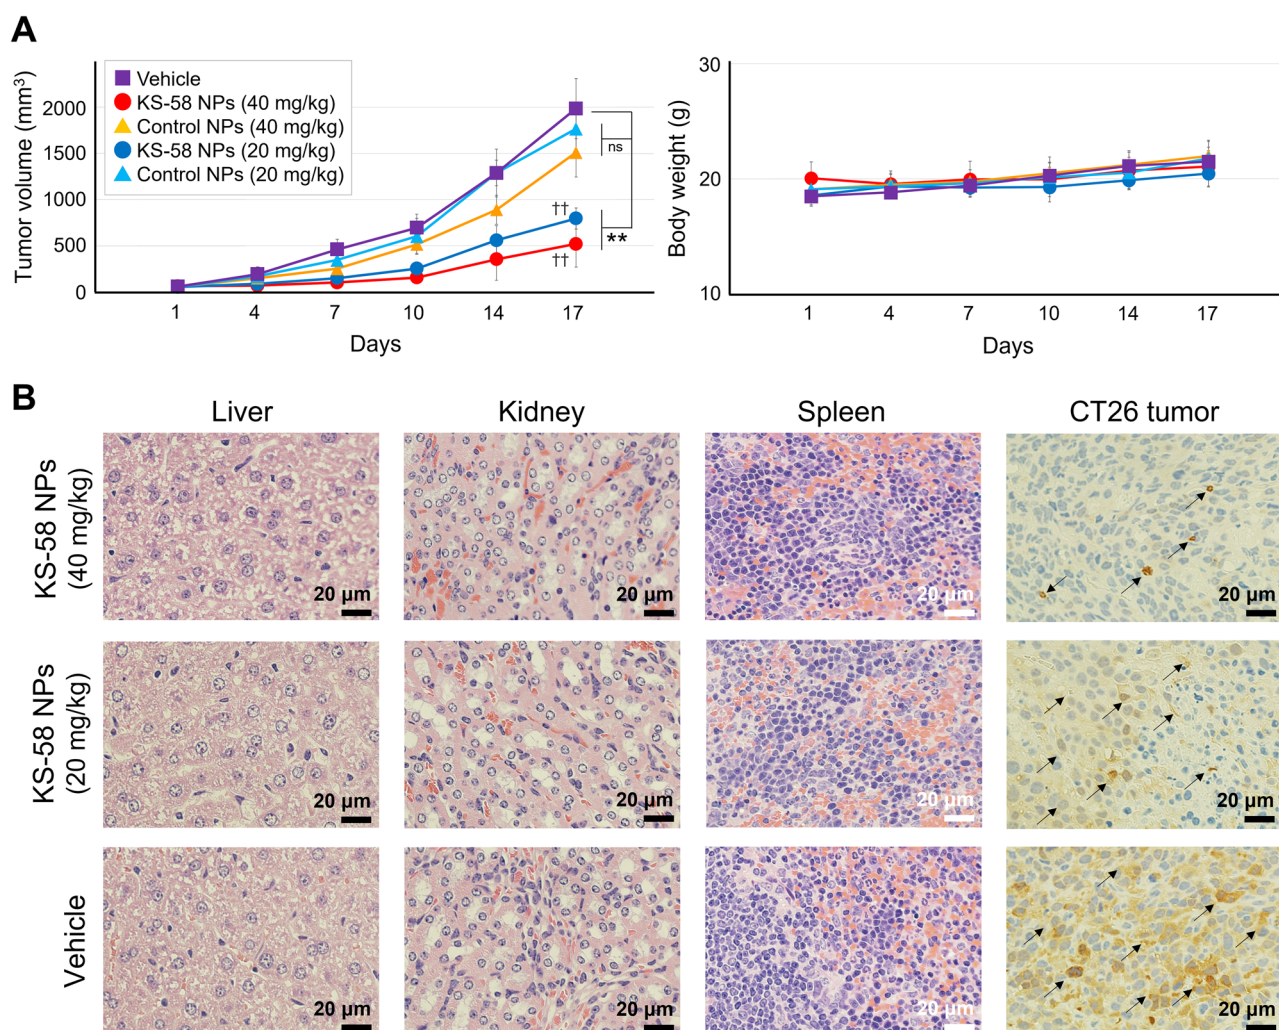 A
Tumor volume (mm³)
2000
1500
1000
500
0
Vehicle
KS-58 NPs (40 mg/kg)
Control NPs (40 mg/kg)
KS-58 NPs (20 mg/kg)
Control NPs (20 mg/kg)
ns
††
**
††
1 4 7 10 14 17
Days
Body weight (g)
30
20
10
1 4 7 10 14 17
Days
B
Liver Kidney Spleen CT26 tumor
KS-58 NPs
(40 mg/kg)
20 µm 20 µm 20 µm 20 µm
KS-58 NPs
(20 mg/kg)
20 µm 20 µm 20 µm 20 µm
Vehicle
20 µm 20 µm 20 µm 20 µm